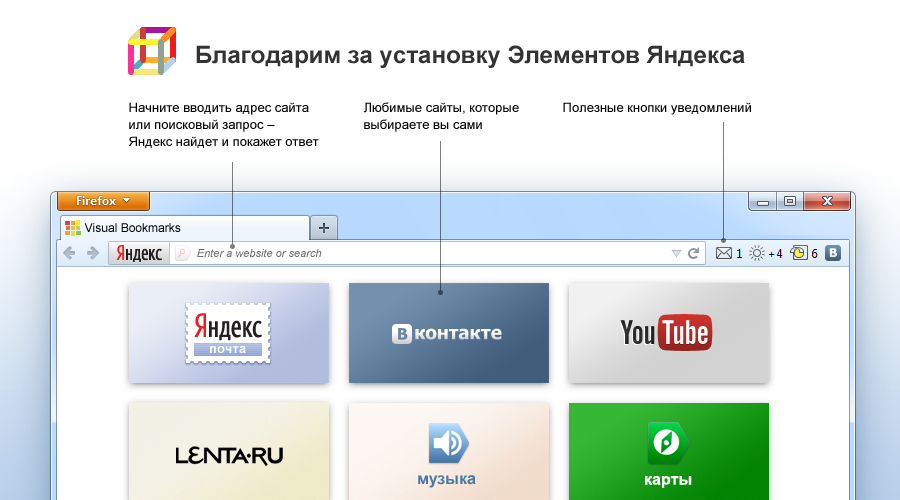 Благодарим за установку Элементов Яндекса
Начните вводить адрес сайта
или поисковый запрос –
Яндекс найдет и покажет ответ
Любимые сайты, которые
выбираете вы сами
Полезные кнопки уведомлений
Firefox
Visual Bookmarks
Яндекс
Enter a website or search
1
+4
6
В
Яндекс
почта
В контакте
YouTube
LENTA·RU
музыка
карты